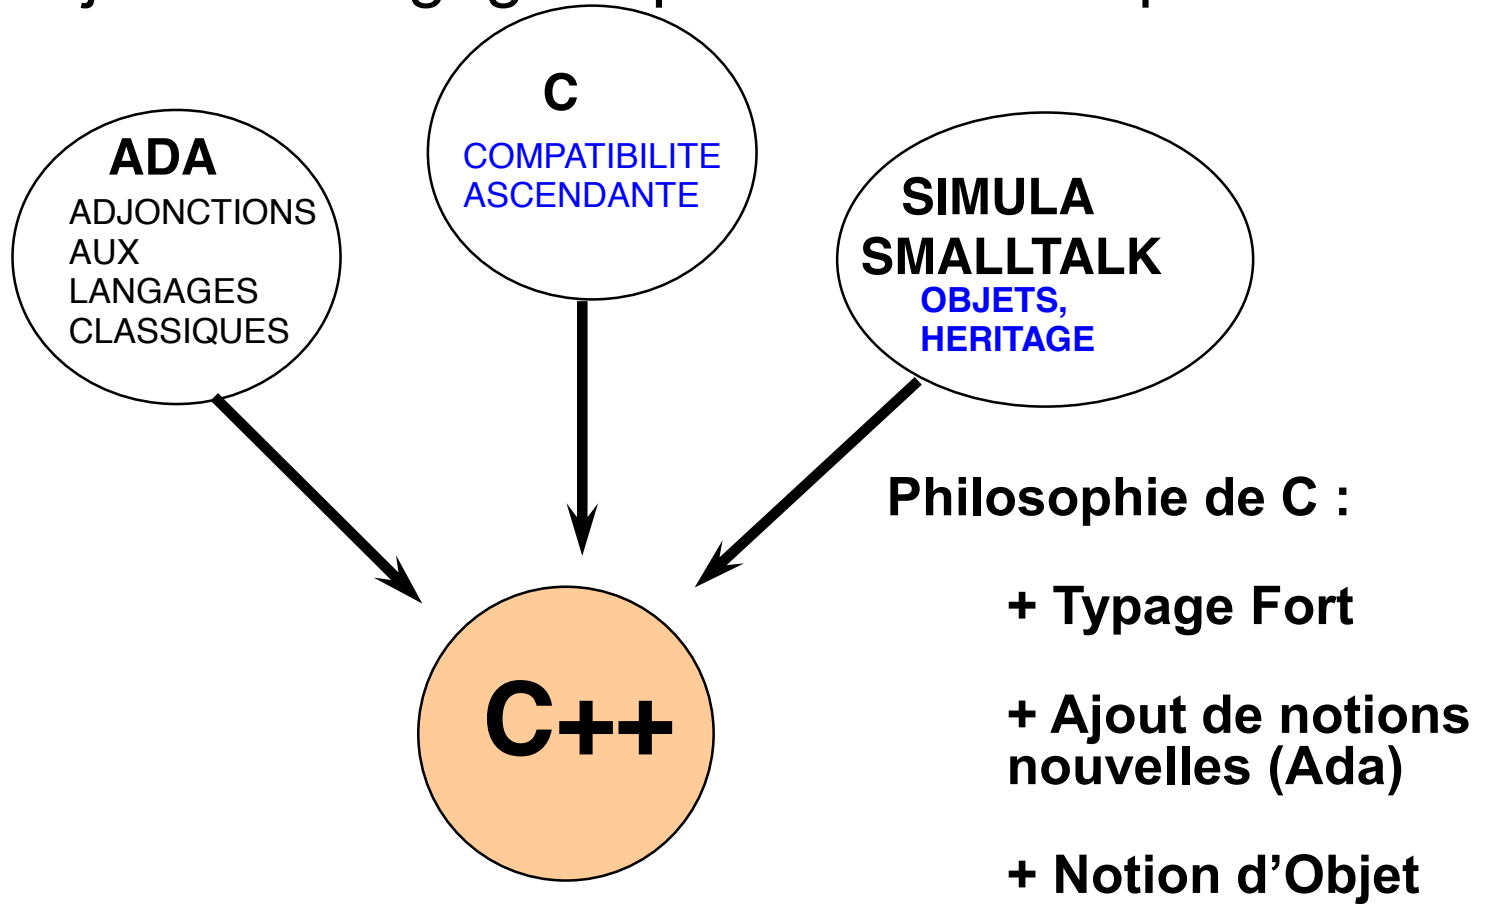 C
COMPATIBILITE
ASCENDANTE
ADA
ADJONCTIONS
AUX
LANGAGES
CLASSIQUES
SIMULA
SMALLTALK
OBJETS,
HERITAGE
C++
Philosophie de C :
+ Typage Fort
+ Ajout de notions
nouvelles (Ada)
+ Notion d’Objet